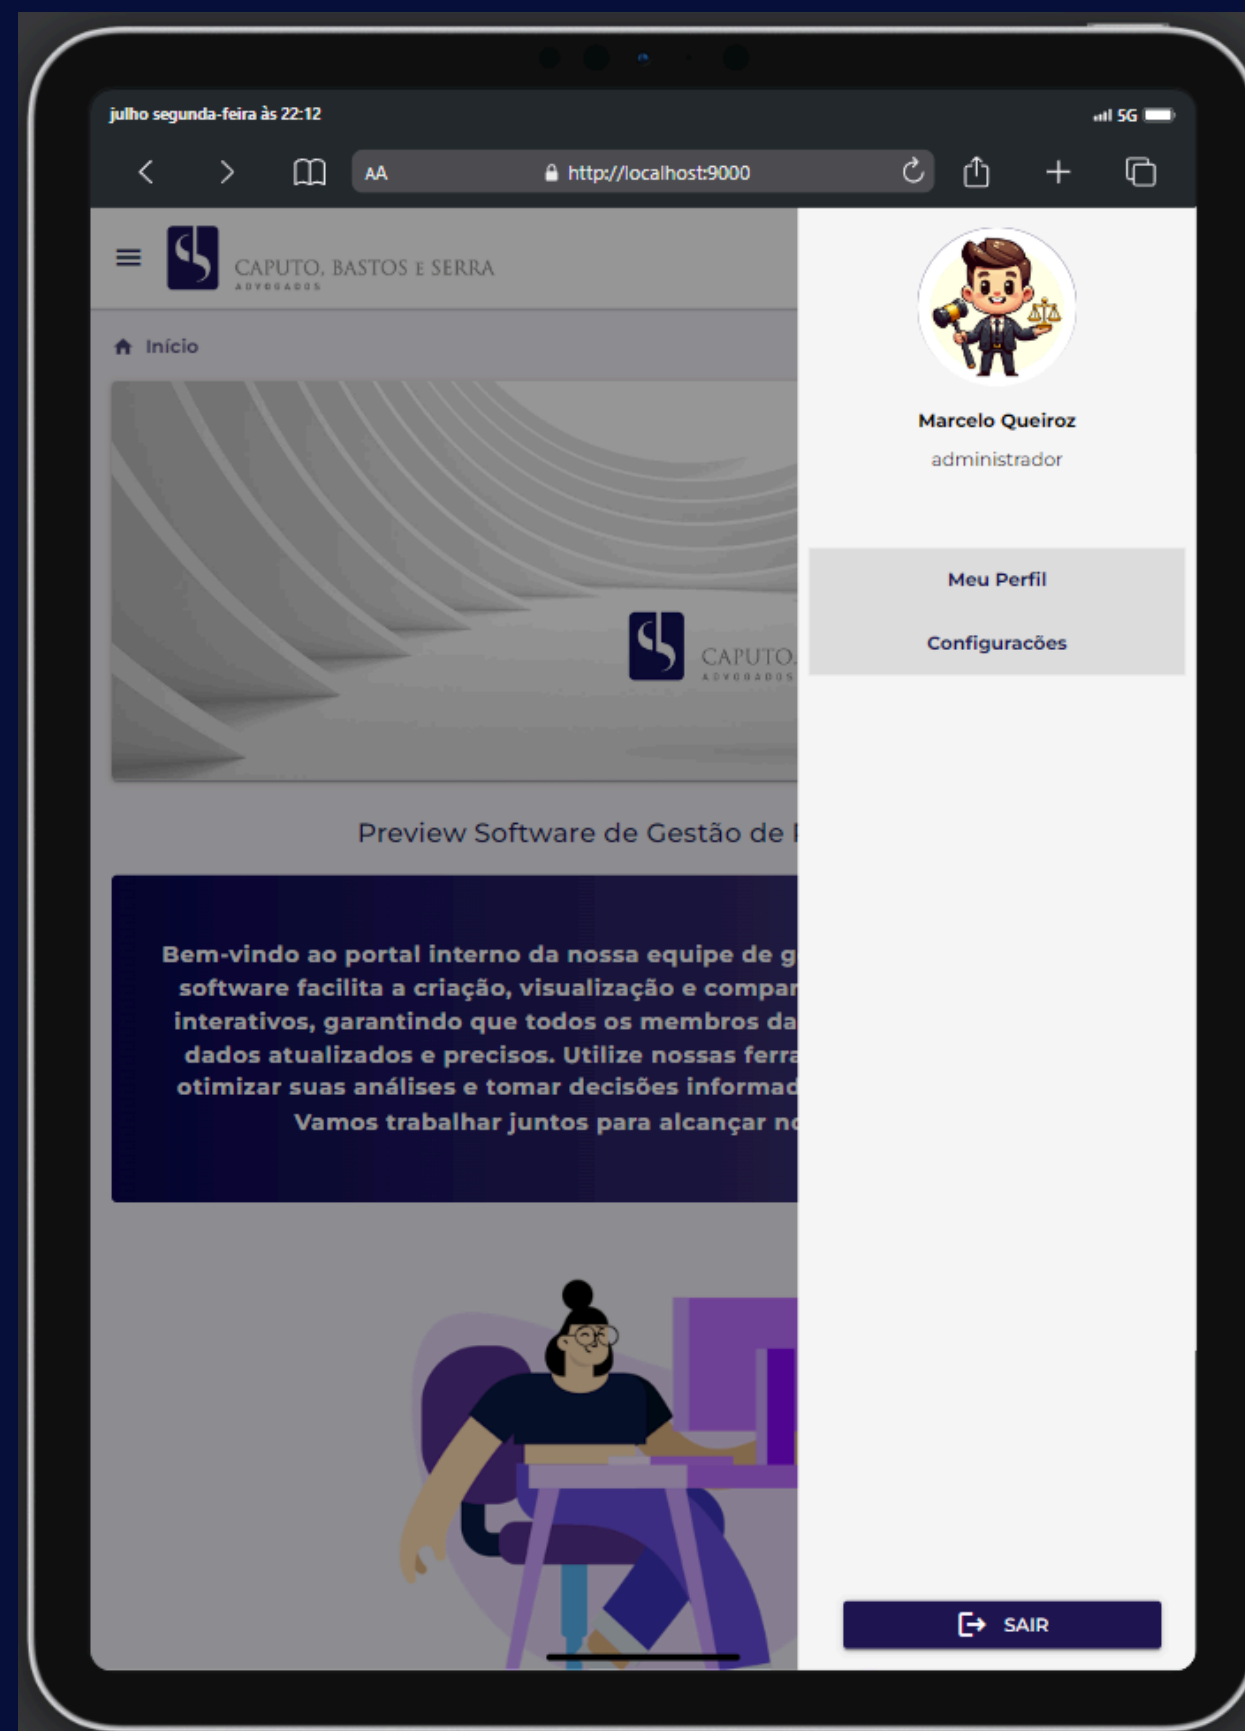 julho segunda-feira às 22:12
5G
AA
http://localhost:9000
CAPUTO, BASTOS E SERRA
ADVOGADOS
Início
CAPUTO,
ADVOGADOS
Preview Software de Gestão de
Bem-vindo ao portal interno da nossa equipe de g
software facilita a criação, visualização e compar
interativos, garantindo que todos os membros da
dados atualizados e precisos. Utilize nossas ferra
otimizar suas análises e tomar decisões informad
Vamos trabalhar juntos para alcançar no
Marcelo Queiroz
administrador
Meu Perfil
Configuracões
SAIR